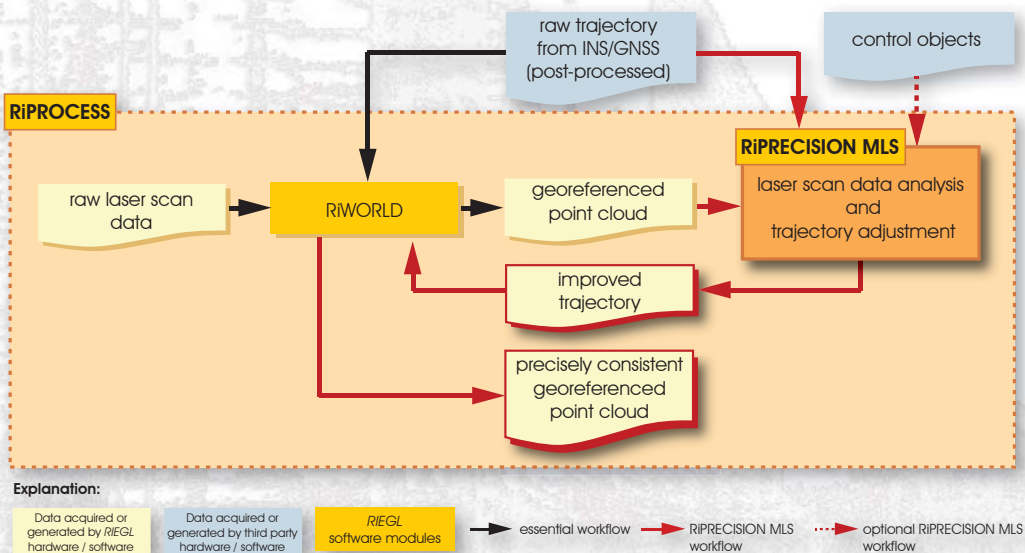 raw trajectory
from INS/GNSS
(post-processed)
control objects
RiPROCESS
RiPRECISION MLS
raw laser scan
data
RiWORLD
georeferenced
point cloud
laser scan data analysis
and
trajectory adjustment
improved
trajectory
precisely consistent
georeferenced
point cloud
Explanation:
Data acquired or
generated by RIEGL
hardware / software
Data acquired or
generated by third party
hardware / software
RIEGL
software modules
essential workflow
RiPRECISION MLS
workflow
optional RiPRECISION MLS
workflow